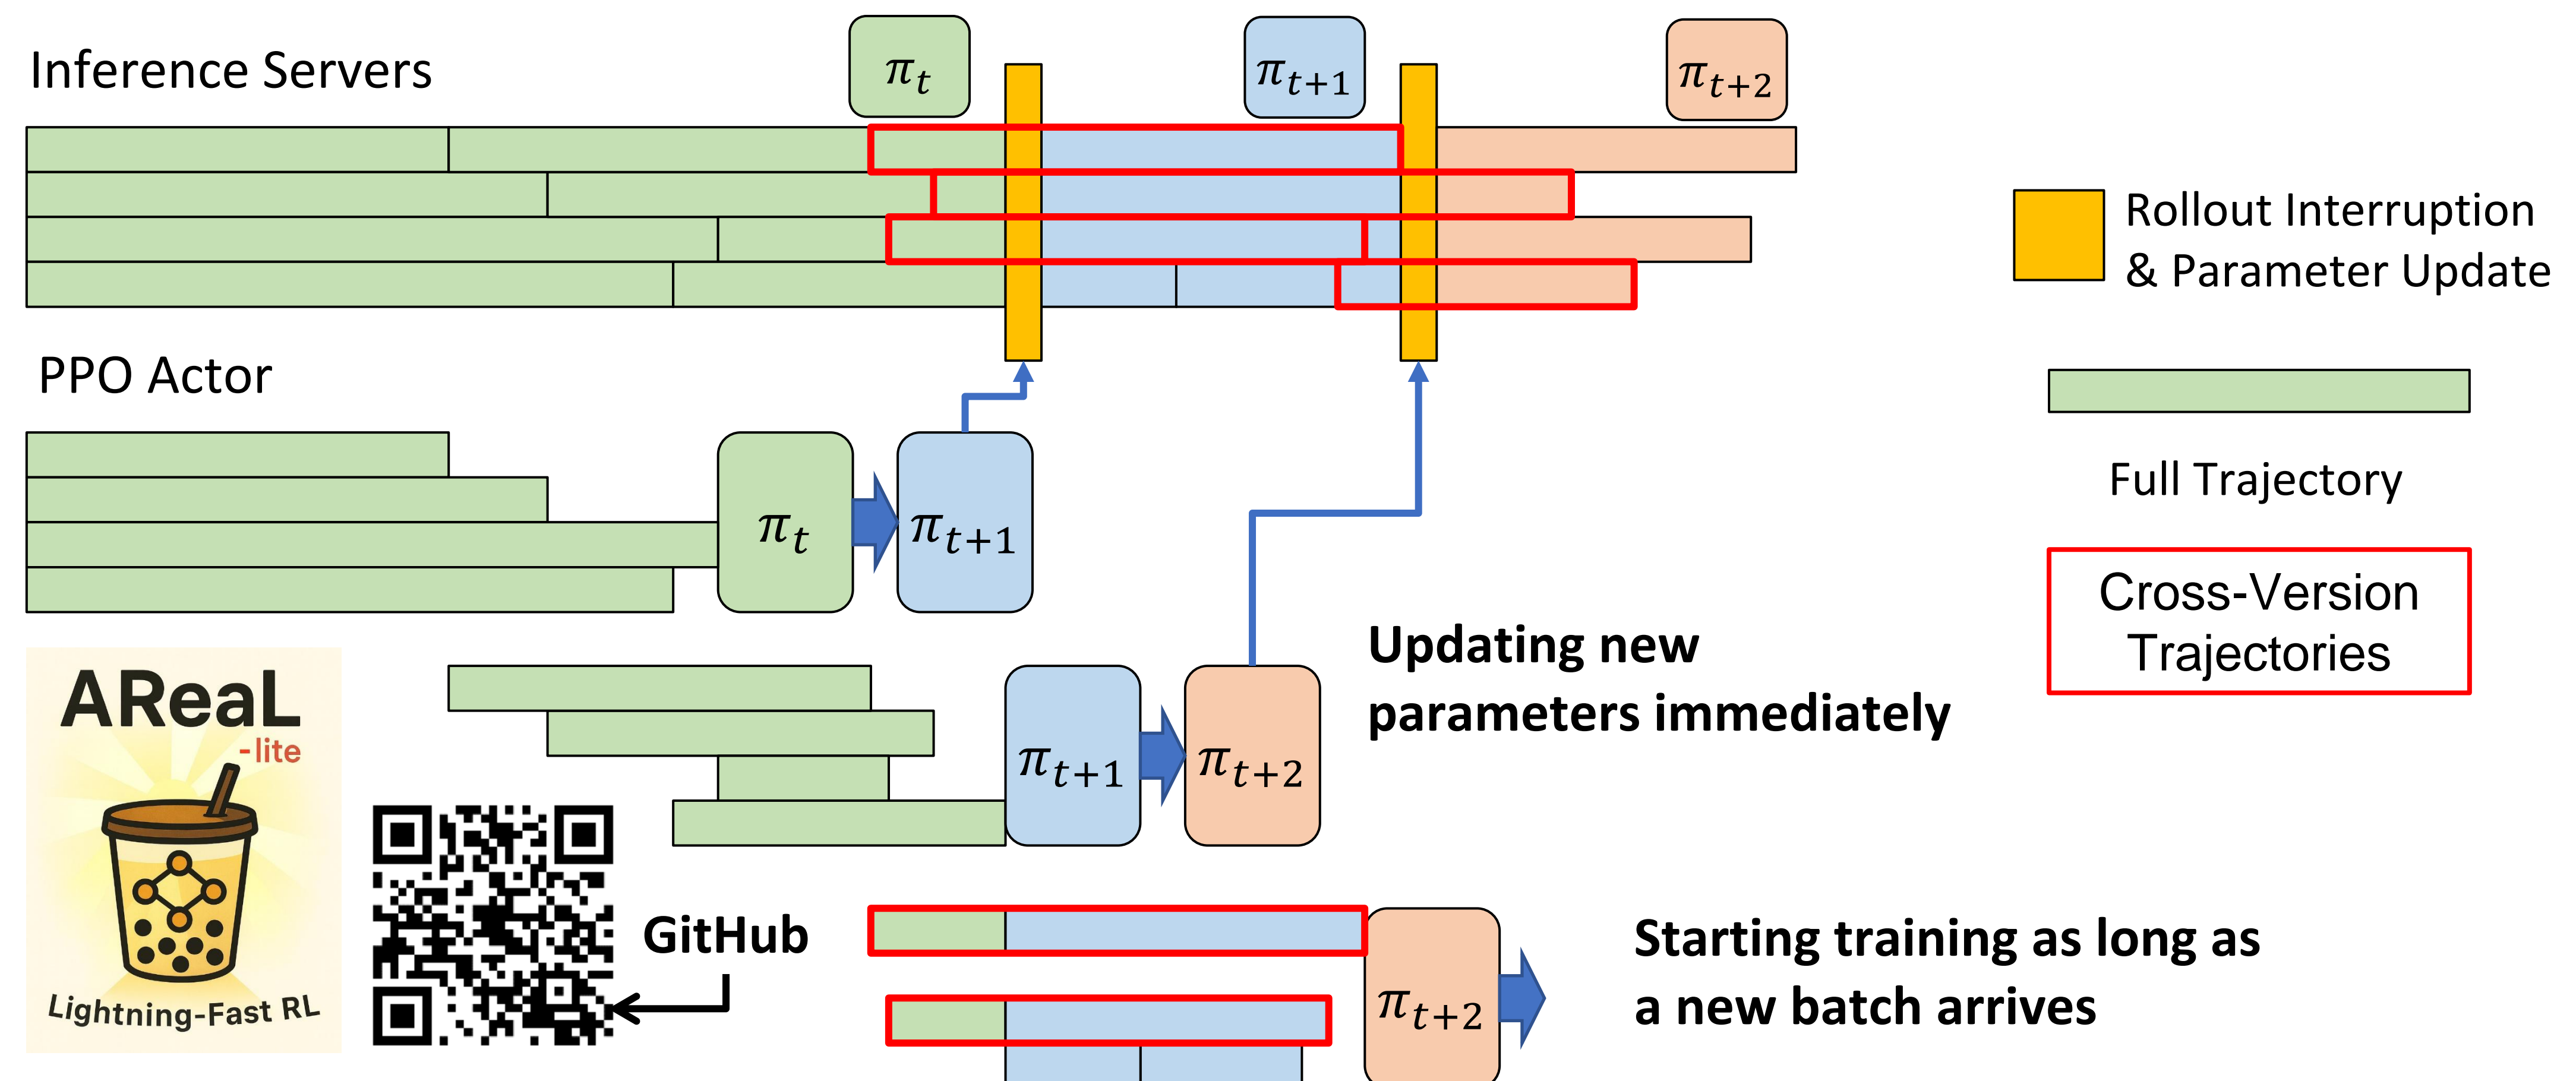 Inference Servers
π_t
π_{t+1}
π_{t+2}
Rollout Interruption
& Parameter Update
PPO Actor
π_t
π_{t+1}
Full Trajectory
Cross-Version
Trajectories
Updating new
parameters immediately
π_{t+1}
π_{t+2}
AReaL
-lite
Lightning-Fast RL
GitHub
π_{t+2}
Starting training as long as
a new batch arrives